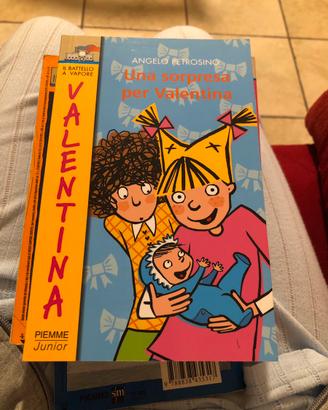 IL BATTELLO
A VAPORE
ANGELO PETROSINO
Una sorpresa
per Valentina
VALENTINA
PIEMME
Junior